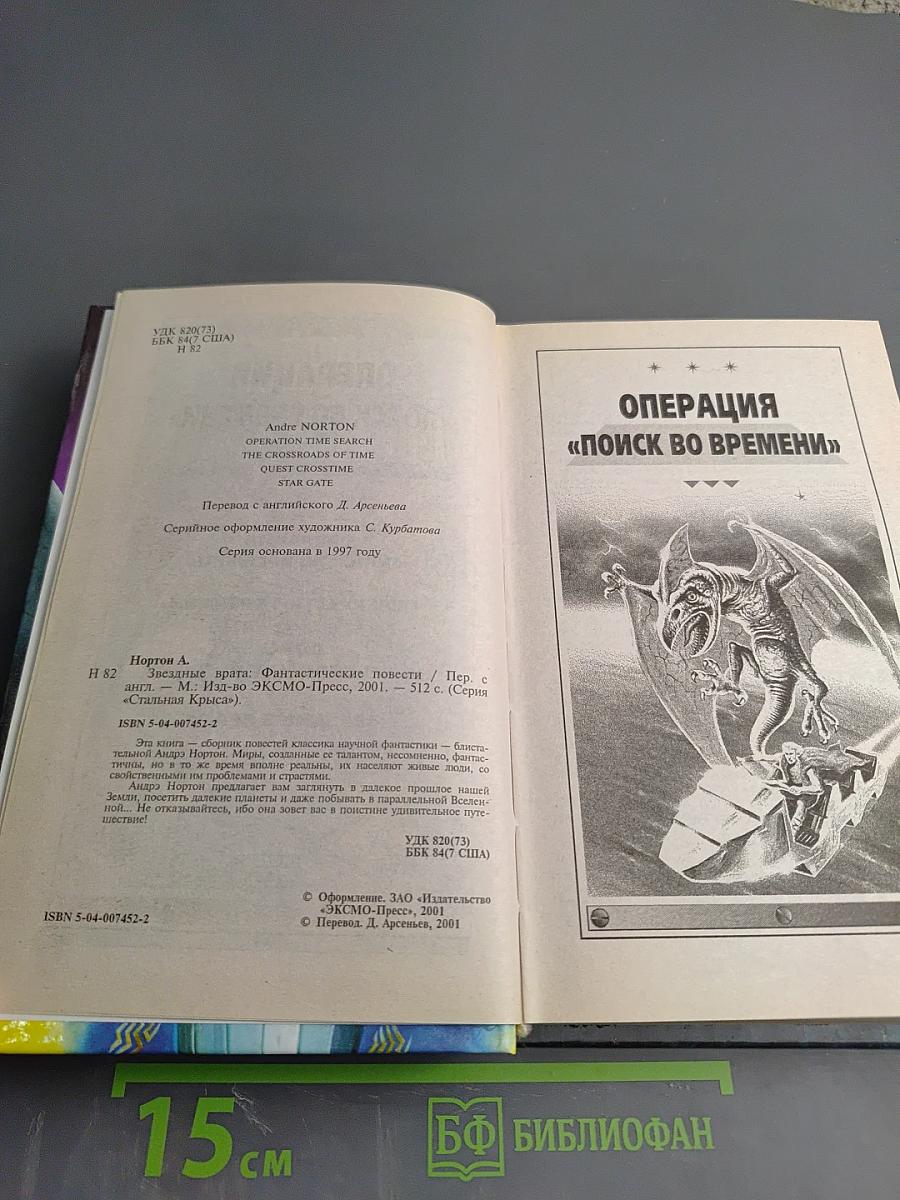 УДК 820(73)
ББК 84(7 США)
Н 82
Andre NORTON
OPERATION TIME SEARCH
THE CROSSROADS OF TIME
QUEST CROSSTIME
STAR GATE
Перевод с английского Д. Арсеньева
Серийное оформление художника С. Курбатова
Серия основана в 1997 году
Нортон А.
Н 82 Звездные врата: Фантастические повести / Пер. с
англ. — М.: Изд-во ЭКСМО-Пресс, 2001. — 512 с. (Серия
«Стальная Крыса»).
ISBN 5-04-007452-2
Эта книга — сборник повестей классика научной фантастики — блиста-
тельной Андрэ Нортон. Миры, созданные ее талантом, несомненно, фантас-
тичны, но в то же время вполне реальны, их населяют живые люди, со
свойственными им проблемами и страстями.
Андрэ Нортон предлагает вам заглянуть в далекое прошлое нашей
Земли, посетить далекие планеты и даже побывать в параллельной Вселен-
ной... Не отказывайтесь, ибо она зовет вас в поистине удивительное путе-
шествие!
УДК 820(73)
ББК 84(7 США)
© Оформление. ЗАО «Издательство
«ЭКСМО-Пресс», 2001
© Перевод. Д. Арсеньев, 2001
ISBN 5-04-007452-2
ОПЕРАЦИЯ
«ПОИСК ВО ВРЕМЕНИ»
15 см
БФ БИБЛИОФАН